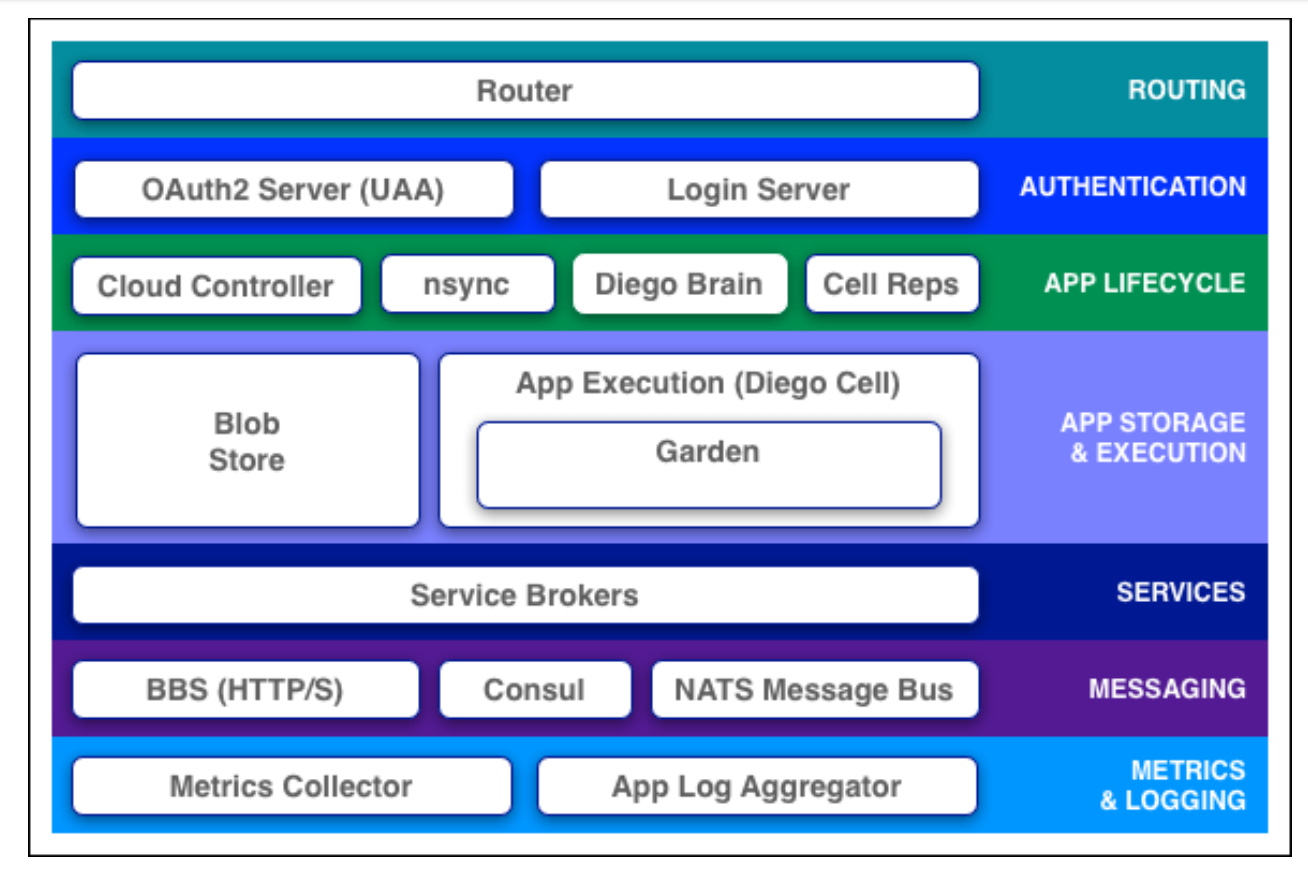 Router
ROUTING
OAuth2 Server (UAA)
Login Server
AUTHENTICATION
Cloud Controller
nsync
Diego Brain
Cell Reps
APP LIFECYCLE
Blob
Store
App Execution (Diego Cell)
Garden
APP STORAGE
& EXECUTION
Service Brokers
SERVICES
BBS (HTTP/S)
Consul
NATS Message Bus
MESSAGING
Metrics Collector
App Log Aggregator
METRICS
& LOGGING